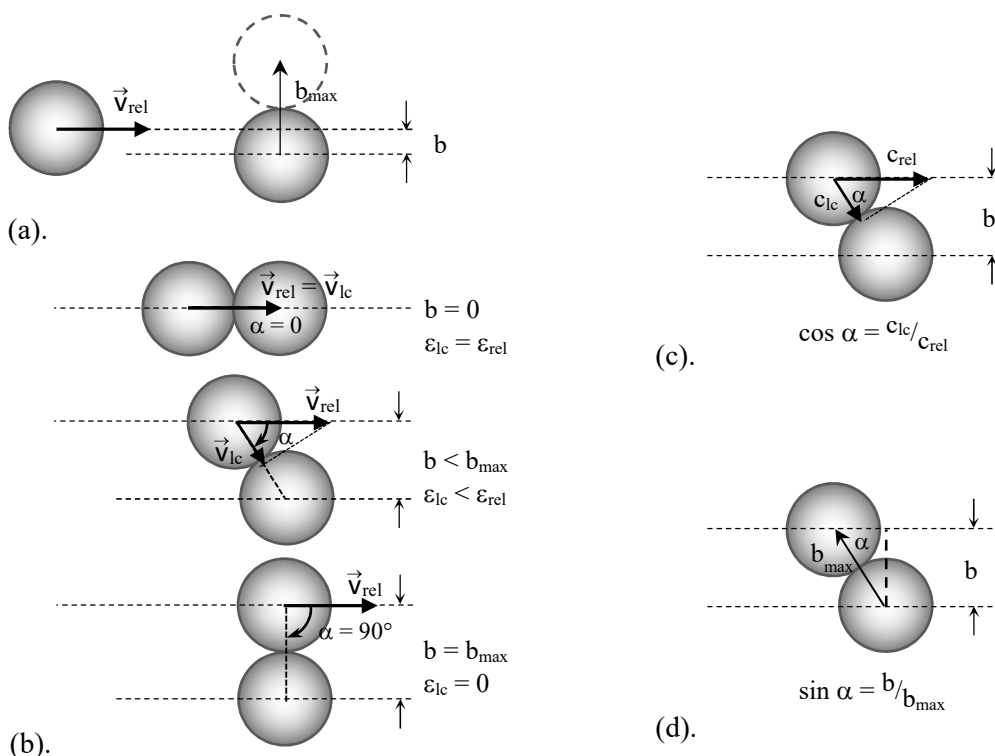 v⃗rel
bmax
b
(a).
v⃗rel = v⃗lc
α = 0
b = 0
εlc = εrel
v⃗rel
α
v⃗lc
b < bmax
εlc < εrel
v⃗rel
α = 90°
b = bmax
εlc = 0
(b).
crel
clc
α
b
cos α = clc/crel
(c).
α
bmax
b
sin α = b/bmax
(d).